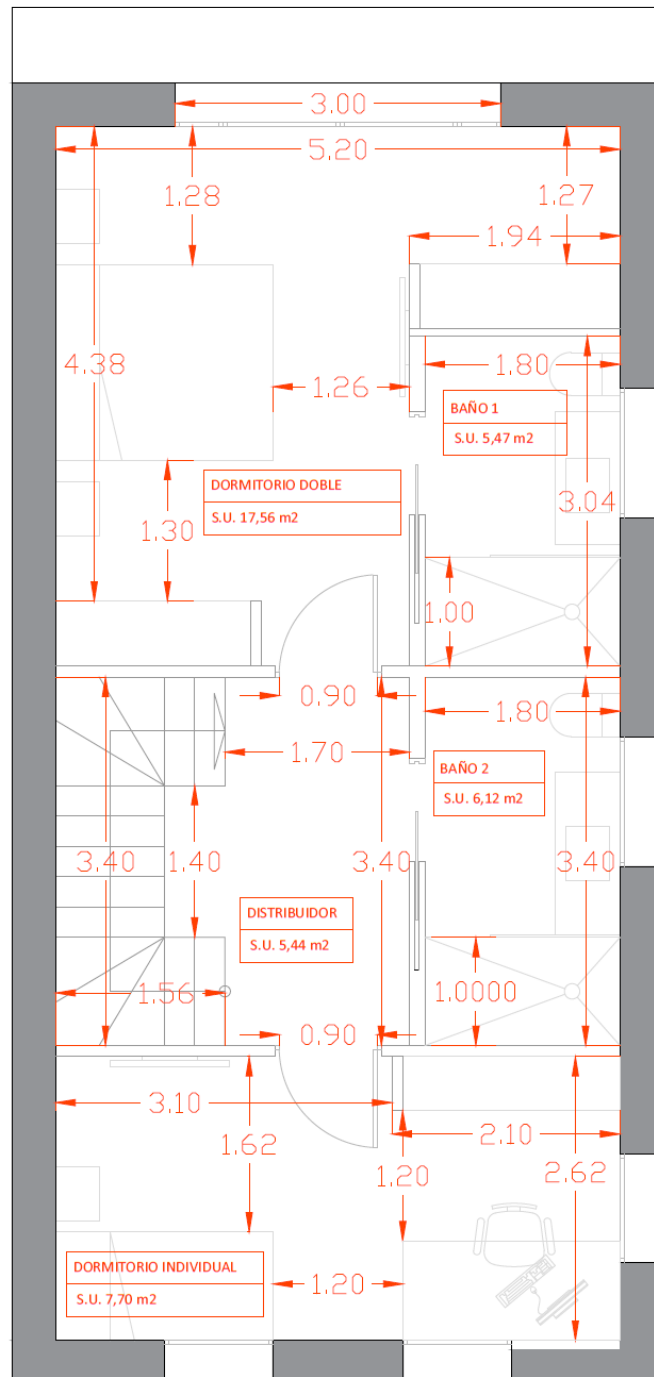 3.00
5.20
1.28
1.27
1.94
4.38
1.80
1.26
BAÑO 1
S.U. 5,47 m2
DORMITORIO DOBLE
S.U. 17,56 m2
3.04
1.30
1.00
0.90
1.80
1.70
BAÑO 2
S.U. 6,12 m2
3.40
1.40
3.40
3.40
DISTRIBUIDOR
S.U. 5,44 m2
1.56
1.0000
0.90
3.10
1.62
2.10
1.20
2.62
DORMITORIO INDIVIDUAL
S.U. 7,70 m2
1.20